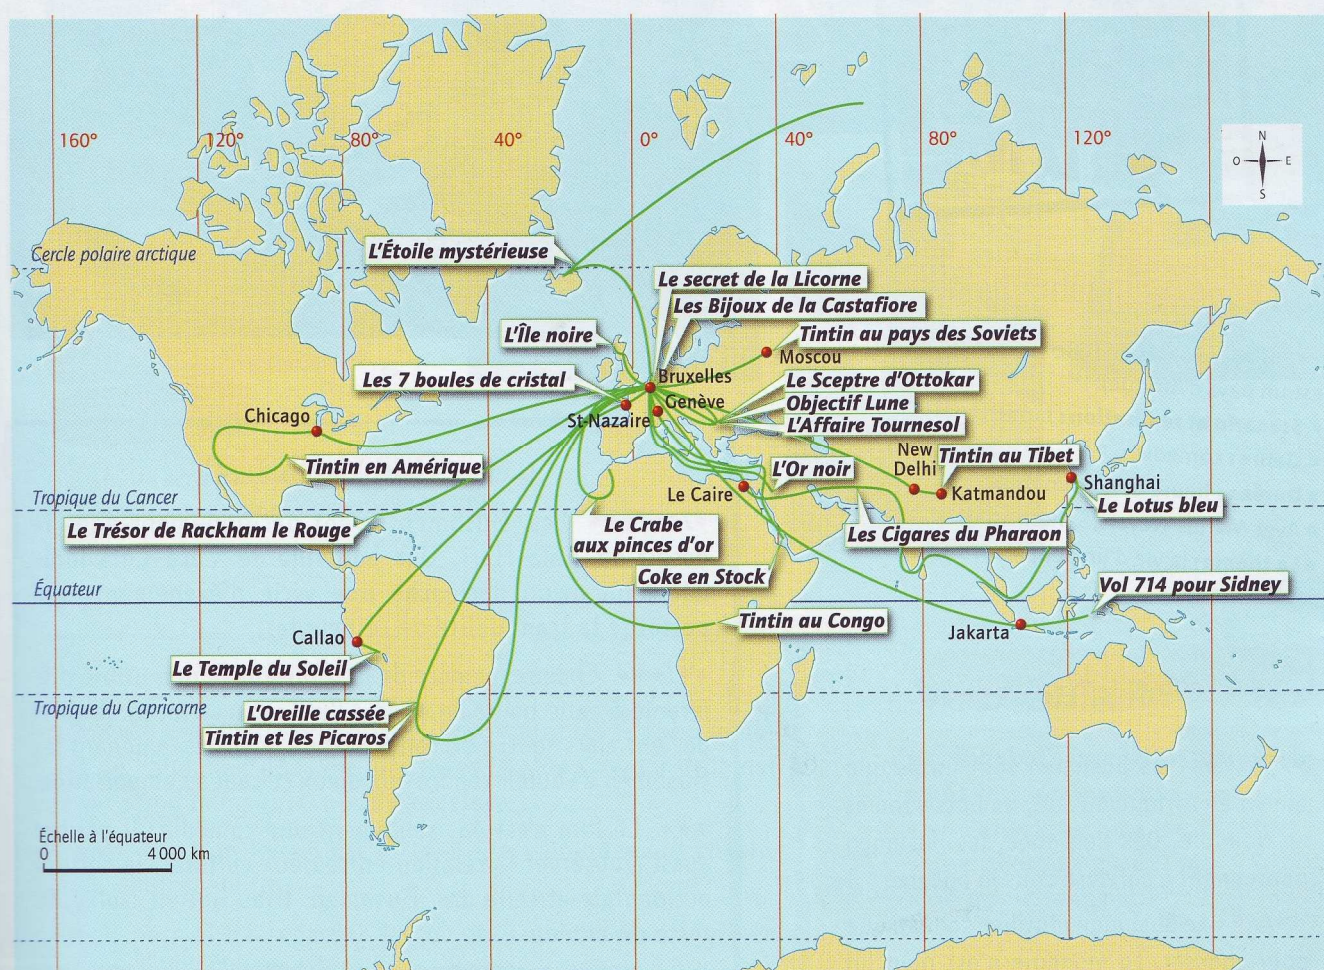 160°
120°
80°
40°
0°
40°
80°
120°
N
O
E
S
Cercle polaire arctique
L'Étoile mystérieuse
Le secret de la Licorne
Les Bijoux de la Castafiore
L'Île noire
Tintin au pays des Soviets
Moscou
Les 7 boules de cristal
Bruxelles
Le Sceptre d'Ottokar
Genève
Objectif Lune
Chicago
St-Nazaire
L'Affaire Tournesol
New
Delhi
Tintin au Tibet
Tintin en Amérique
L'Or noir
Shanghai
Le Caire
Katmandou
Tropique du Cancer
Le Lotus bleu
Le Trésor de Rackham le Rouge
Le Crabe
aux pinces d'or
Les Cigares du Pharaon
Coke en Stock
Équateur
Vol 714 pour Sidney
Tintin au Congo
Callao
Jakarta
Le Temple du Soleil
Tropique du Capricorne
L'Oreille cassée
Tintin et les Picaros
Échelle à l'équateur
0
4 000 km